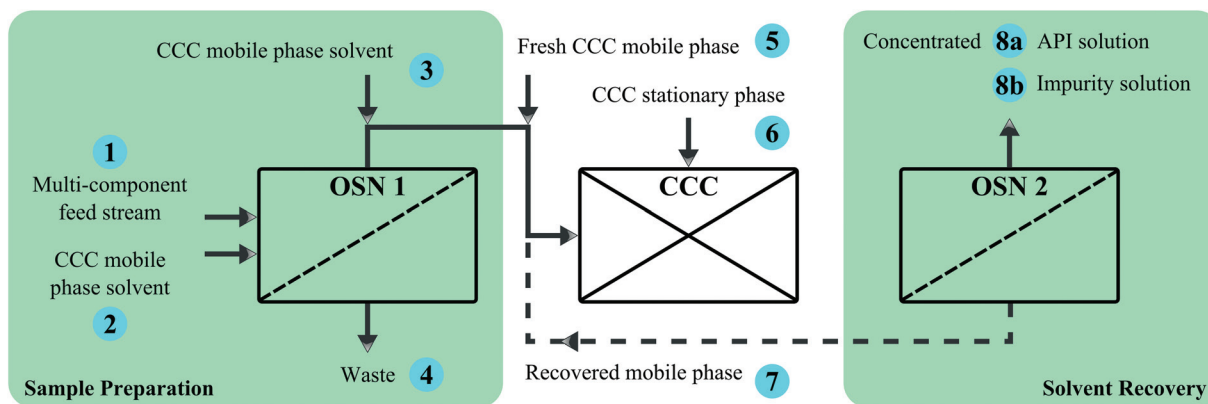 CCC mobile phase solvent
3
1
Multi-component
feed stream
CCC mobile
phase solvent
2
OSN 1
Waste 4
Sample Preparation
Fresh CCC mobile phase 5
CCC stationary phase
6
CCC
Recovered mobile phase 7
Concentrated 8a API solution
8b Impurity solution
OSN 2
Solvent Recovery